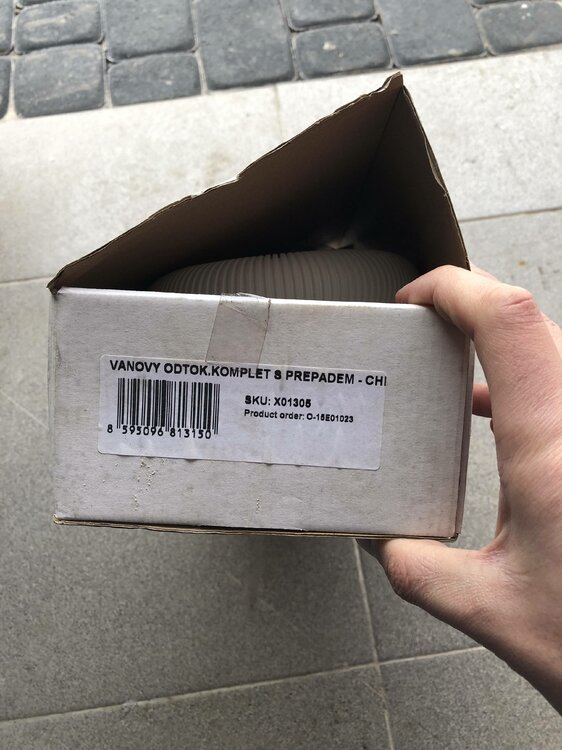 VANOVY ODTOK.KOMPLET S PREPADEM - CHI
SKU: X01305
Product order: O-15E01023
8 595096 813150